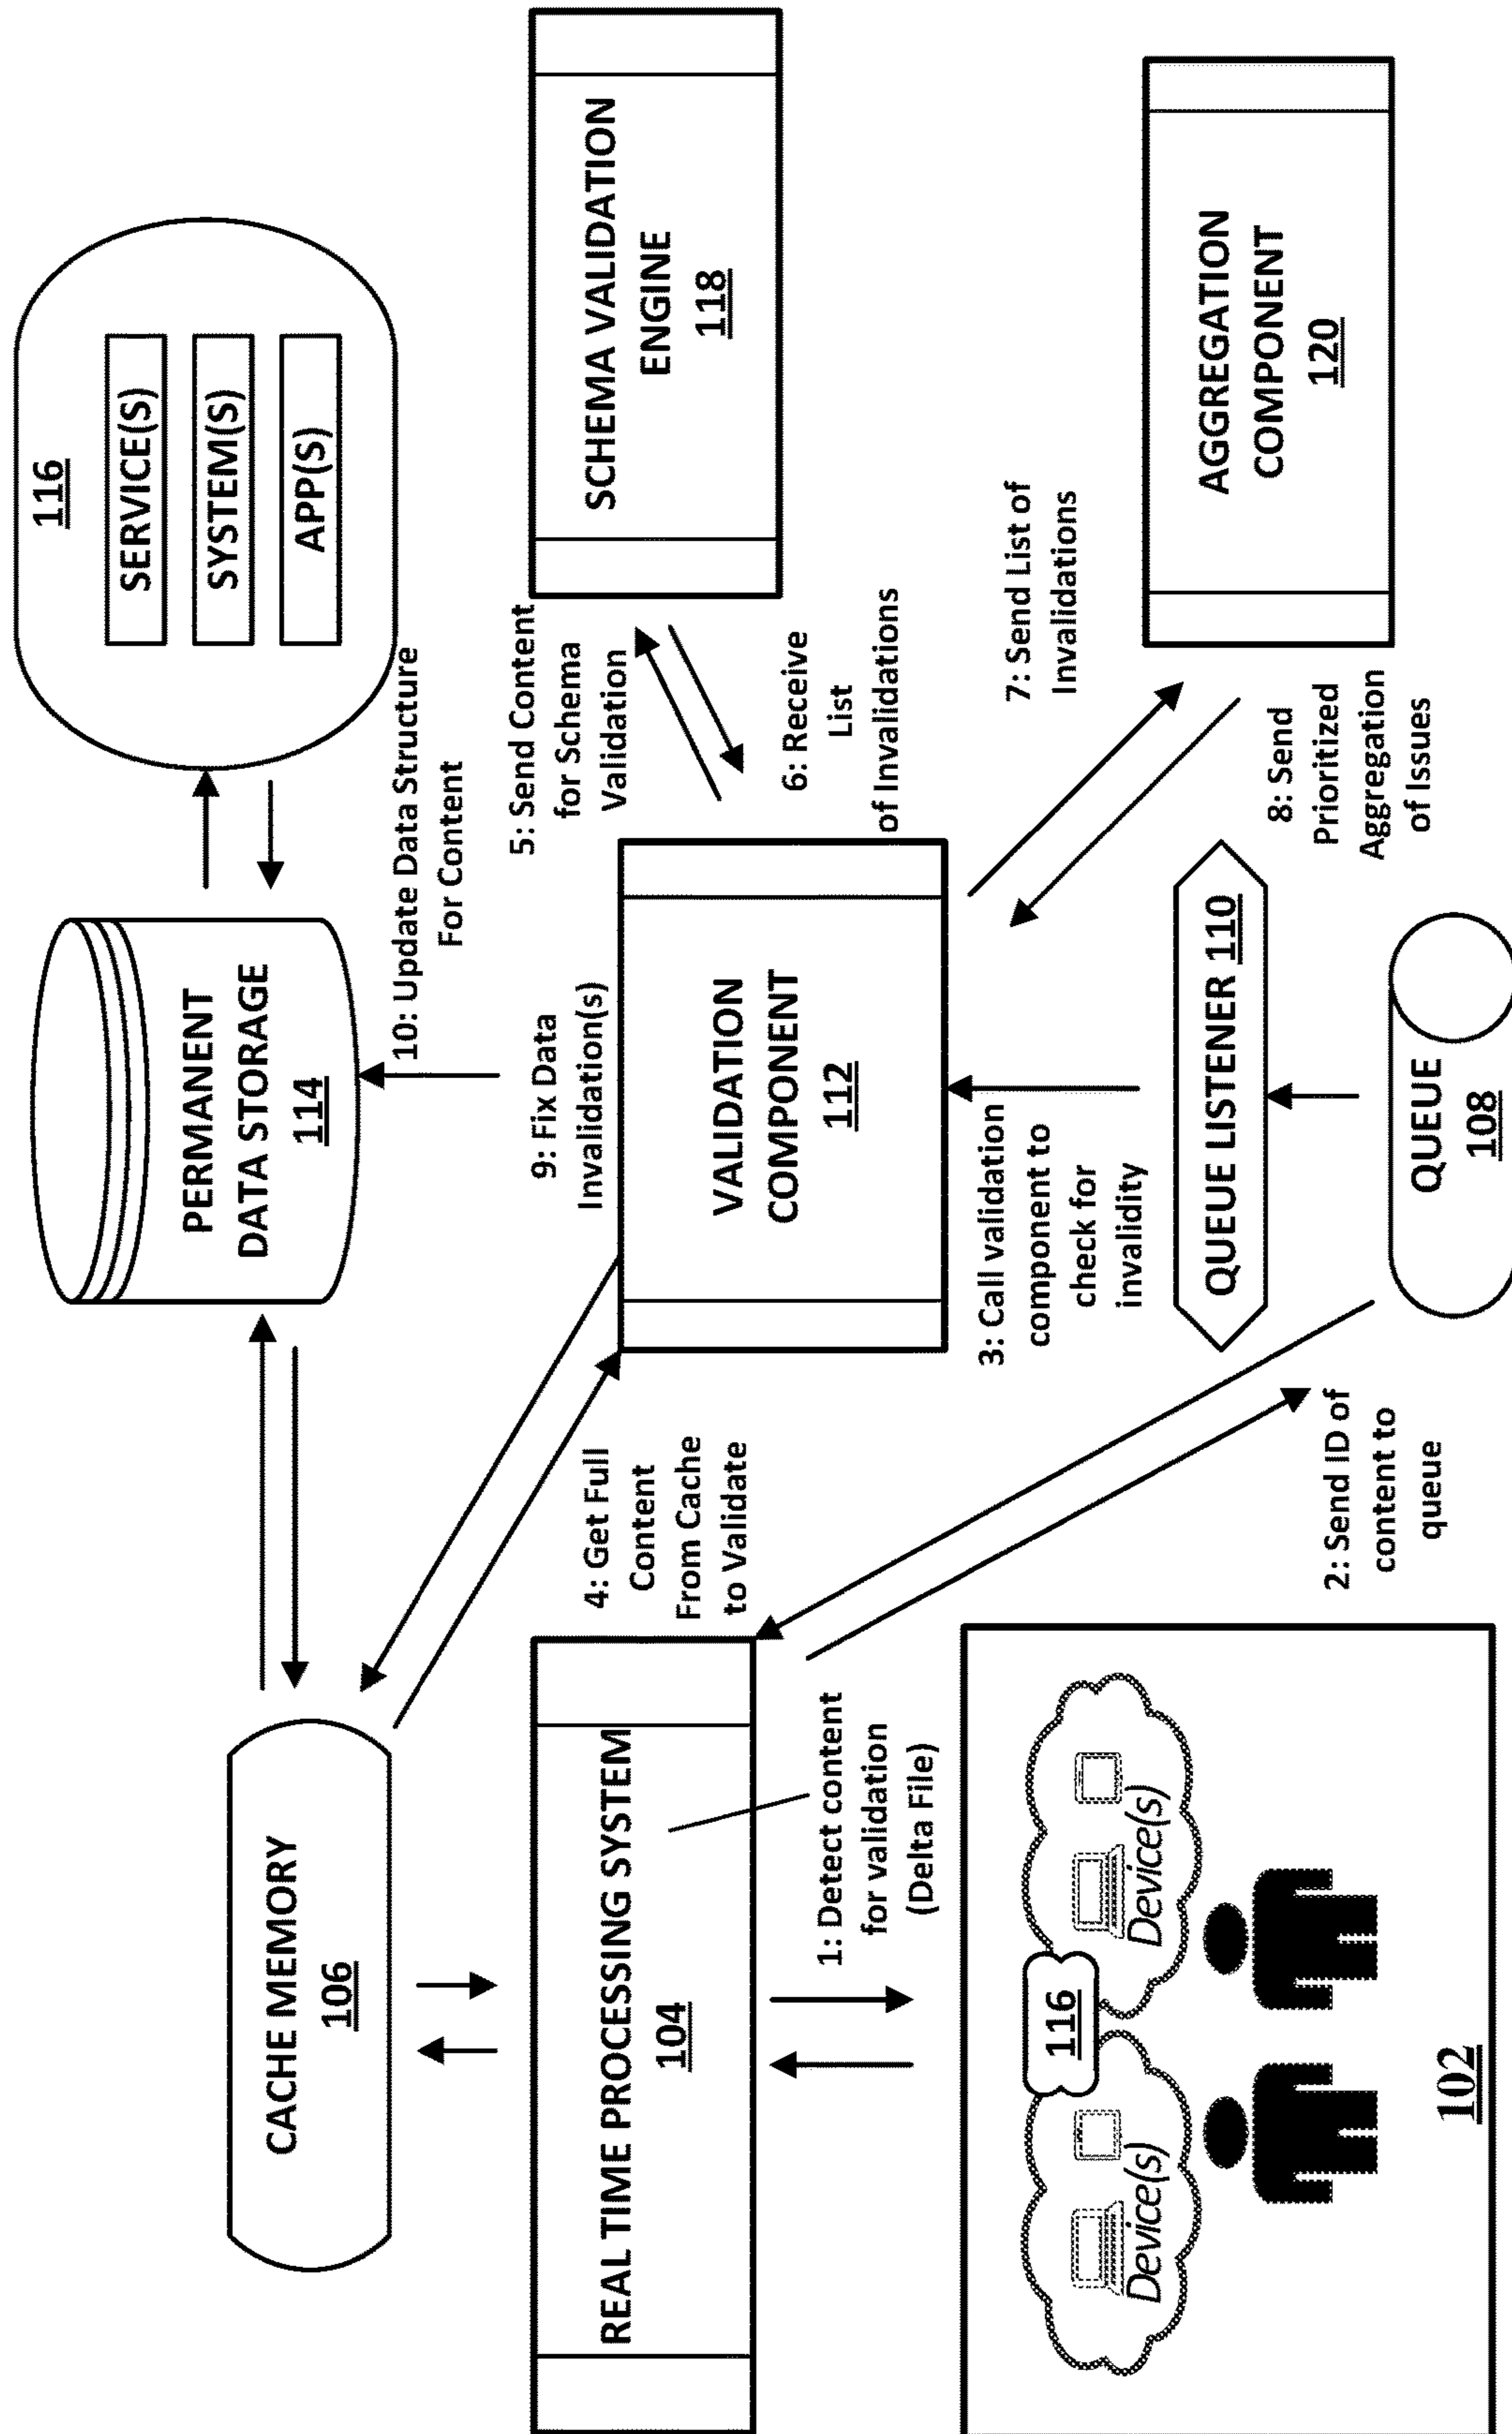 CACHE MEMORY
106
PERMANENT
DATA STORAGE
114
116
SERVICE(S)
SYSTEM(S)
APP(S)
10: Update Data Structure
For Content
REAL TIME PROCESSING SYSTEM
104
4: Get Full
Content
From Cache
to Validate
9: Fix Data
Invalidation(s)
VALIDATION
COMPONENT
112
5: Send Content
for Schema
Validation
6: Receive
List
of Invalidations
SCHEMA VALIDATION
ENGINE
118
1: Detect content
for validation
(Delta File)
3: Call validation
component to
check for
invalidity
7: Send List of
Invalidations
116
Device(s)
Device(s)
102
2: Send ID of
content to
queue
QUEUE LISTENER 110
QUEUE
108
8: Send
Prioritized
Aggregation
of Issues
AGGREGATION
COMPONENT
120